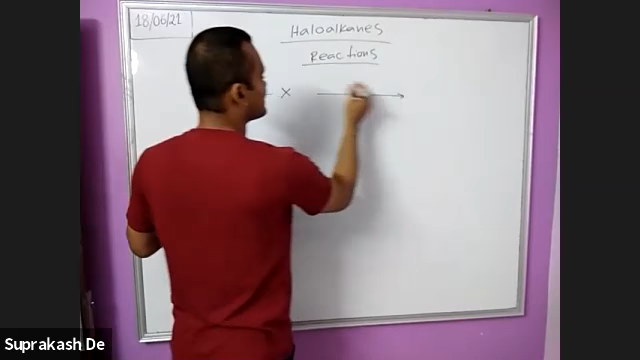 18/06/21
Haloalkanes
Reactions
X
Suprakash De